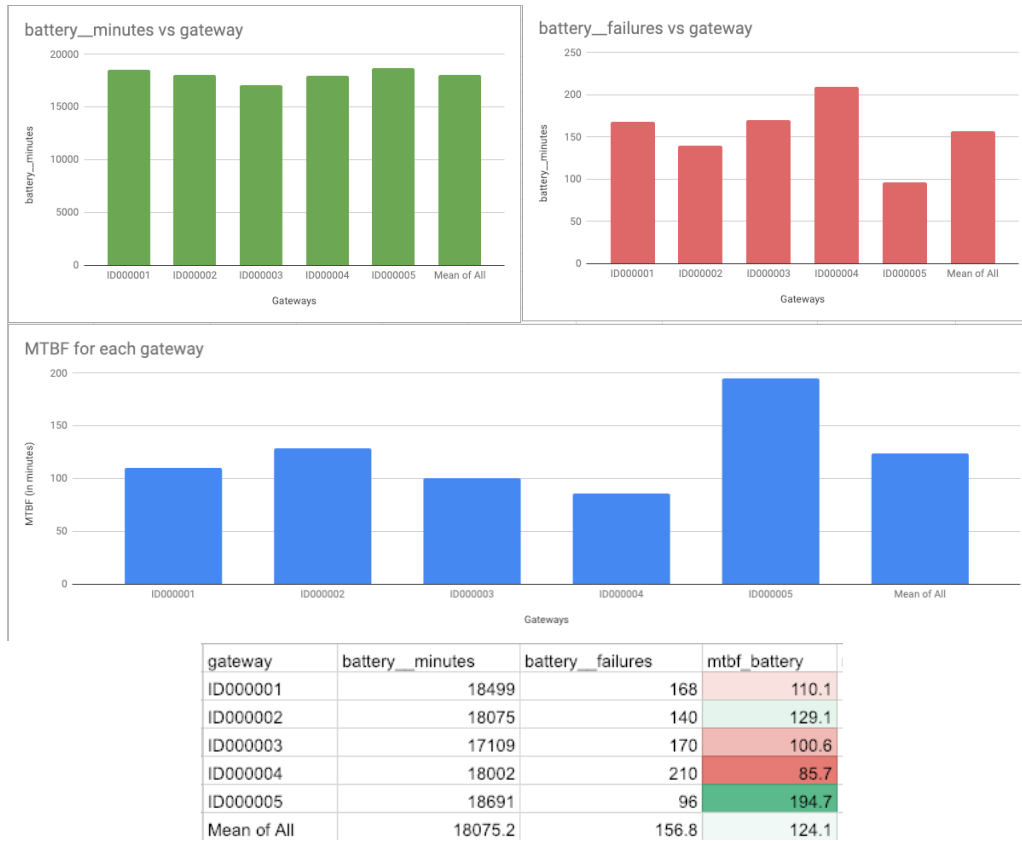 battery__minutes vs gateway
20000
15000
10000
5000
0
battery__minutes
ID000001 ID000002 ID000003 ID000004 ID000005 Mean of All
Gateways
battery__failures vs gateway
250
200
150
100
50
0
battery__minutes
ID000001 ID000002 ID000003 ID000004 ID000005 Mean of All
Gateways
MTBF for each gateway
200
150
100
50
0
MTBF (in minutes)
ID000001 ID000002 ID000003 ID000004 ID000005 Mean of All
Gateways
gateway battery__minutes battery__failures mtbf_battery
ID000001 18499 168 110.1
ID000002 18075 140 129.1
ID000003 17109 170 100.6
ID000004 18002 210 85.7
ID000005 18691 96 194.7
Mean of All 18075.2 156.8 124.1